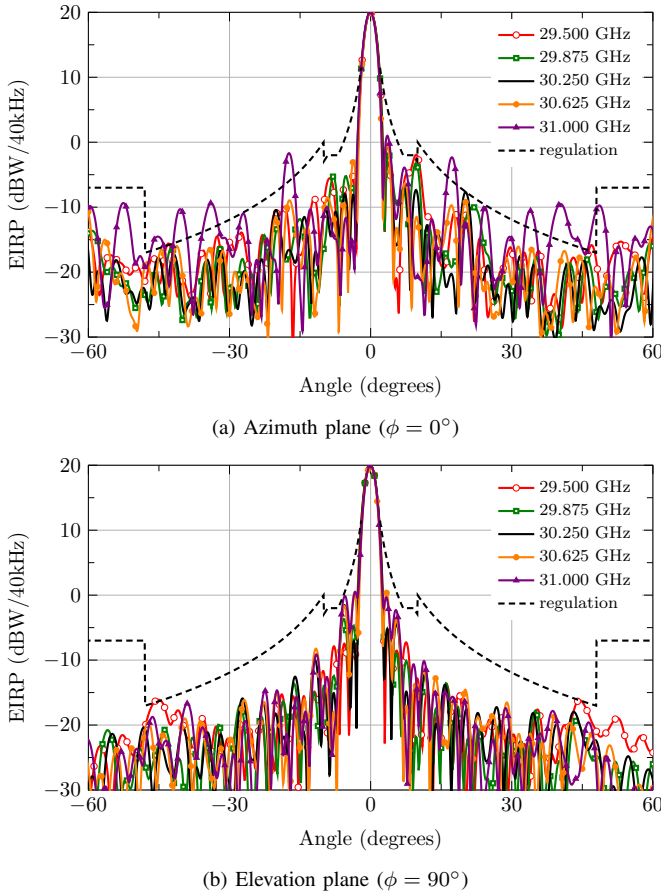 20
10
0
−10
−20
−30
−60
−30
0
30
60
EIRP (dBW/40kHz)
Angle (degrees)
29.500 GHz
29.875 GHz
30.250 GHz
30.625 GHz
31.000 GHz
regulation
(a) Azimuth plane (ϕ = 0°)
20
10
0
−10
−20
−30
−60
−30
0
30
60
EIRP (dBW/40kHz)
Angle (degrees)
29.500 GHz
29.875 GHz
30.250 GHz
30.625 GHz
31.000 GHz
regulation
(b) Elevation plane (ϕ = 90°)